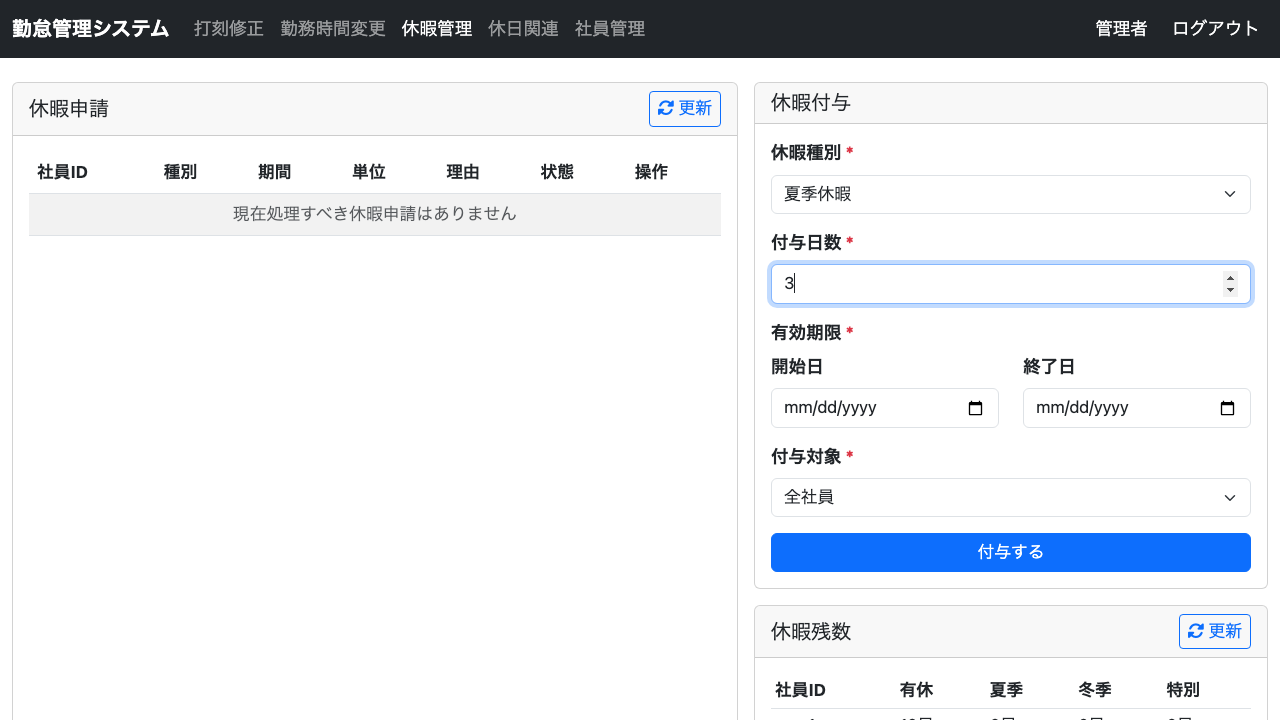 勤怠管理システム 打刻修正 勤務時間変更 休暇管理 休日関連 社員管理 管理者 ログアウト
休暇申請 更新
社員ID 種別 期間 単位 理由 状態 操作
現在処理すべき休暇申請はありません
休暇付与
休暇種別 *
夏季休暇
付与日数 *
3
有効期限 *
開始日 終了日
mm/dd/yyyy mm/dd/yyyy
付与対象 *
全社員
付与する
休暇残数 更新
社員ID 有休 夏季 冬季 特別